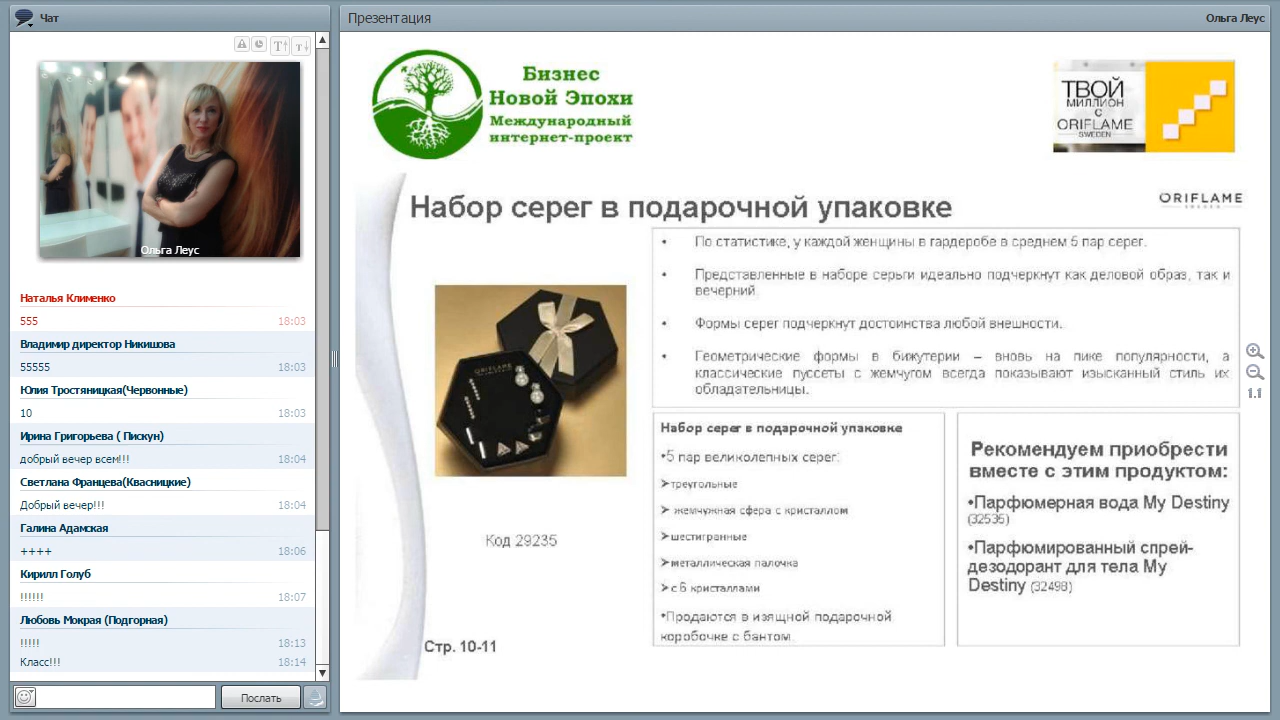 Чат
Ольга Леус
Наталья Клименко
555 18:03
Владимир директор Никишова
55555 18:03
Юлия Тростяницкая(Червонные)
10 18:03
Ирина Григорьева ( Пискун)
добрый вечер всем!!! 18:04
Светлана Францева(Квасницкие)
Добрый вечер!!! 18:04
Галина Адамская
++++ 18:06
Кирилл Голуб
!!!!!! 18:07
Любовь Мокрая (Подгорная)
!!!!! 18:13
Класс!!! 18:14
Послать
Презентация
Ольга Леус
Бизнес
Новой Эпохи
Международный
интернет-проект
ТВОЙ
МИЛЛИОН
С
ORIFLAME
SWEDEN
Набор серег в подарочной упаковке
ORIFLAME
SWEDEN
• По статистике, у каждой женщины в гардеробе в среднем 5 пар серег.
• Представленные в наборе серьги идеально подчеркнут как деловой образ, так и
вечерний.
• Формы серег подчеркнут достоинства любой внешности.
• Геометрические формы в бижутерии – вновь на пике популярности, а
классические пуссеты с жемчугом всегда показывают изысканный стиль их
обладательницы.
ORIFLAME
Код 29235
Стр. 10-11
Набор серег в подарочной упаковке
•5 пар великолепных серег:
➢треугольные
➢ жемчужная сфера с кристаллом
➢шестигранные
➢металлическая палочка
➢с 6 кристаллами
•Продаются в изящной подарочной
коробочке с бантом.
Рекомендуем приобрести
вместе с этим продуктом:
•Парфюмерная вода My Destiny
(32535)
•Парфюмированный спрей-
дезодорант для тела My
Destiny (32498)
1.1